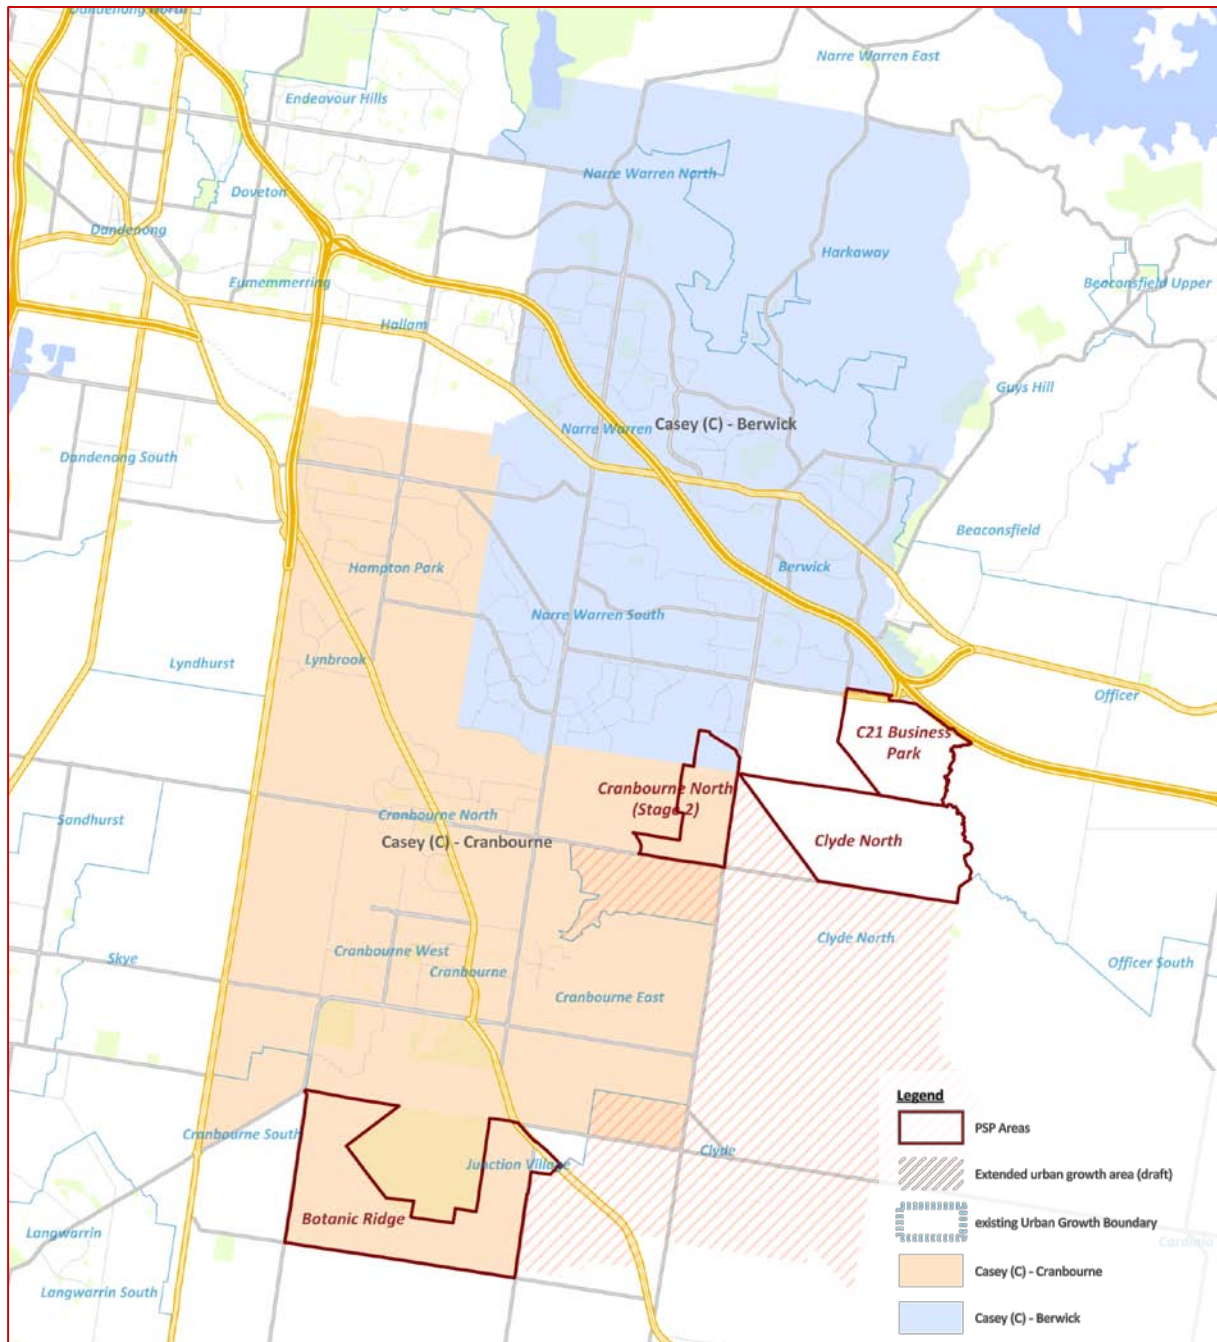 Dandenong North
Narre Warren East
Endeavour Hills
Narre Warren North
Doveton
Dandenong
Harkaway
Eumemmerring
Beaconsfield Upper
Hallam
Guys Hill
Narre Warren
Casey (C) - Berwick
Dandenong South
Beaconsfield
Hampton Park
Berwick
Narre Warren South
Lynbrook
Lyndhurst
Officer
C21 Business
Park
Cranbourne North
(Stage 2)
Sandhurst
Cranbourne North
Casey (C) - Cranbourne
Clyde North
Clyde North
Cranbourne West
Skye
Cranbourne
Officer South
Cranbourne East
Legend
PSP Areas
Cranbourne South
Clyde
Junction Village
Extended urban growth area (draft)
Botanic Ridge
existing Urban Growth Boundary
Langwarrin
Cardinia
Casey (C) - Cranbourne
Langwarrin South
Casey (C) - Berwick